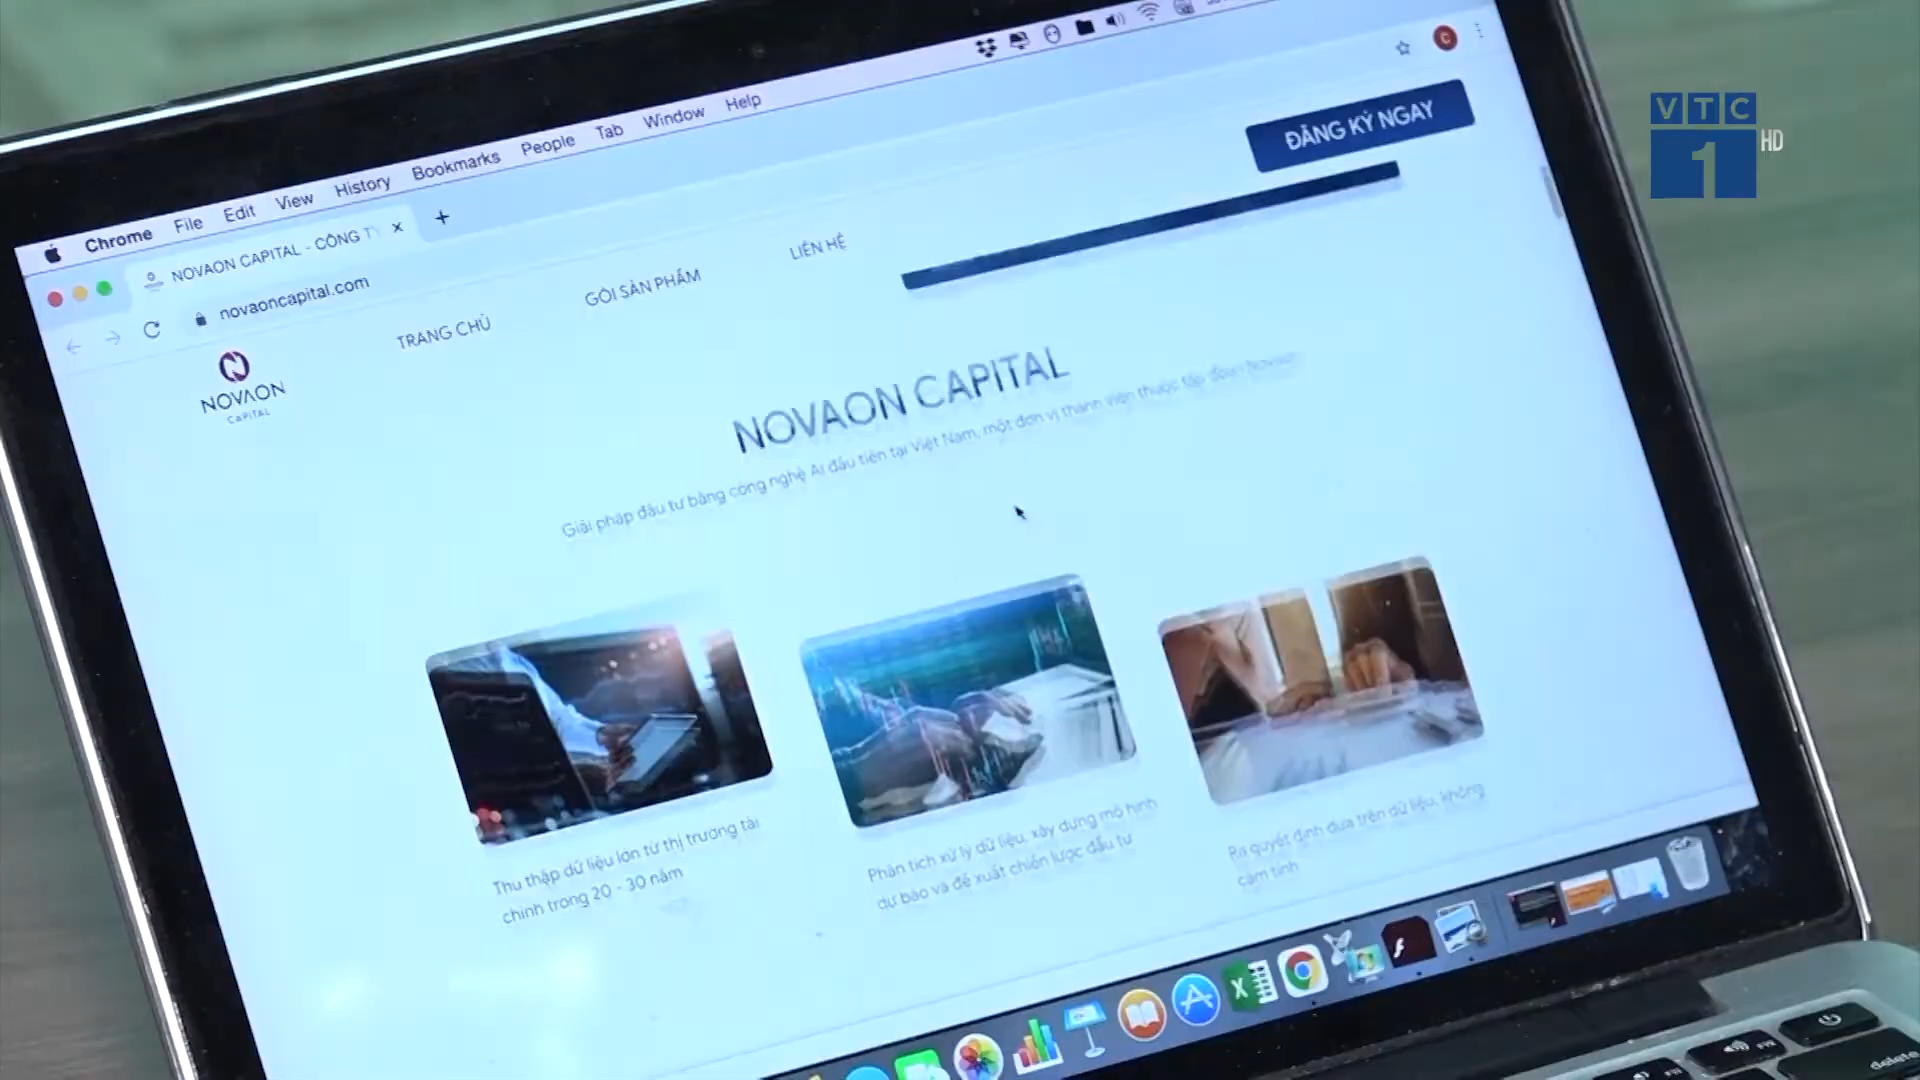 VTC
1 HD
Chrome File Edit View History Bookmarks People Tab Window Help
NOVAON CAPITAL - CÔNG T
novaoncapital.com
NOVAON
CAPITAL
TRANG CHỦ
GÓI SẢN PHẨM
LIÊN HỆ
ĐĂNG KÝ NGAY
NOVAON CAPITAL
Giải pháp đầu tư bằng công nghệ AI đầu tiên tại Việt Nam, một đơn vị thành viên thuộc tập đoàn Novaon
Thu thập dữ liệu lớn từ thị trường tài
chính trong 20 - 30 năm
Phân tích xử lý dữ liệu, xây dựng mô hình
dự báo và đề xuất chiến lược đầu tư
Ra quyết định dựa trên dữ liệu, không
cảm tính
delete